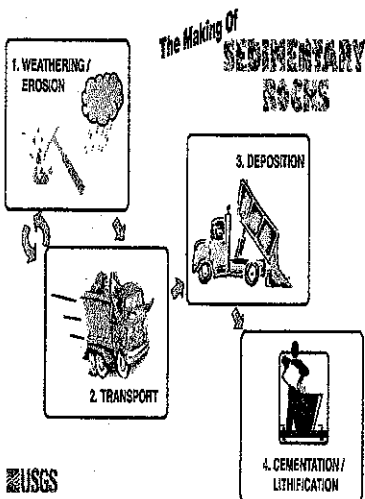 The Making Of
SEDIMENTARY
ROCKS
1. WEATHERING /
EROSION
2. TRANSPORT
3. DEPOSITION
4. CEMENTATION /
LITHIFICATION
USGS